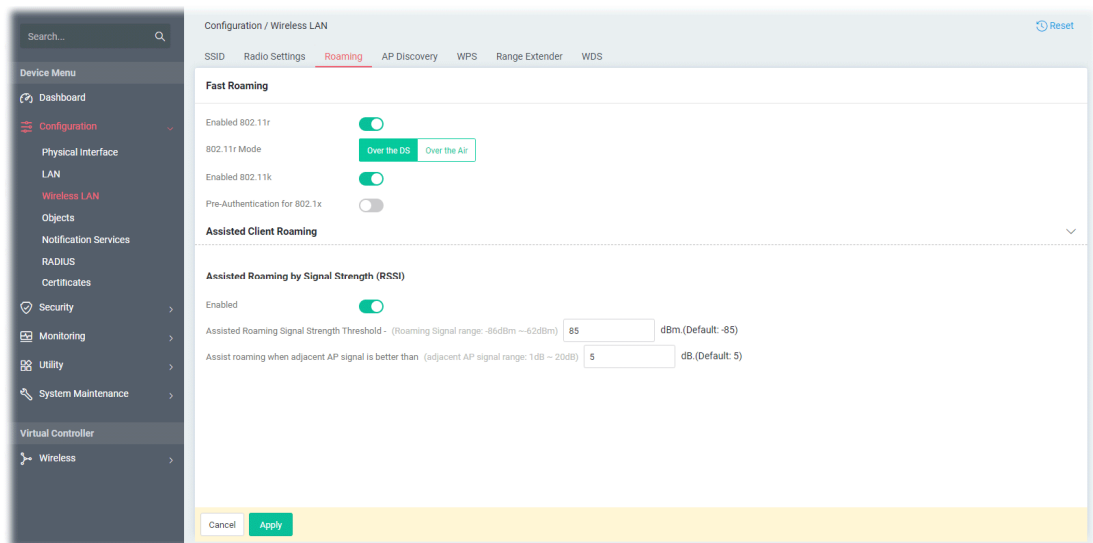 Search...
Device Menu
Dashboard
Configuration
Physical Interface
LAN
Wireless LAN
Objects
Notification Services
RADIUS
Certificates
Security
Monitoring
Utility
System Maintenance
Virtual Controller
Wireless
Configuration / Wireless LAN
Reset
SSID Radio Settings Roaming AP Discovery WPS Range Extender WDS
Fast Roaming
Enabled 802.11r
802.11r Mode Over the DS Over the Air
Enabled 802.11k
Pre-Authentication for 802.1x
Assisted Client Roaming
Assisted Roaming by Signal Strength (RSSI)
Enabled
Assisted Roaming Signal Strength Threshold - (Roaming Signal range: -86dBm ~-62dBm) 85 dBm.(Default: -85)
Assist roaming when adjacent AP signal is better than (adjacent AP signal range: 1dB ~ 20dB) 5 dB.(Default: 5)
Cancel Apply